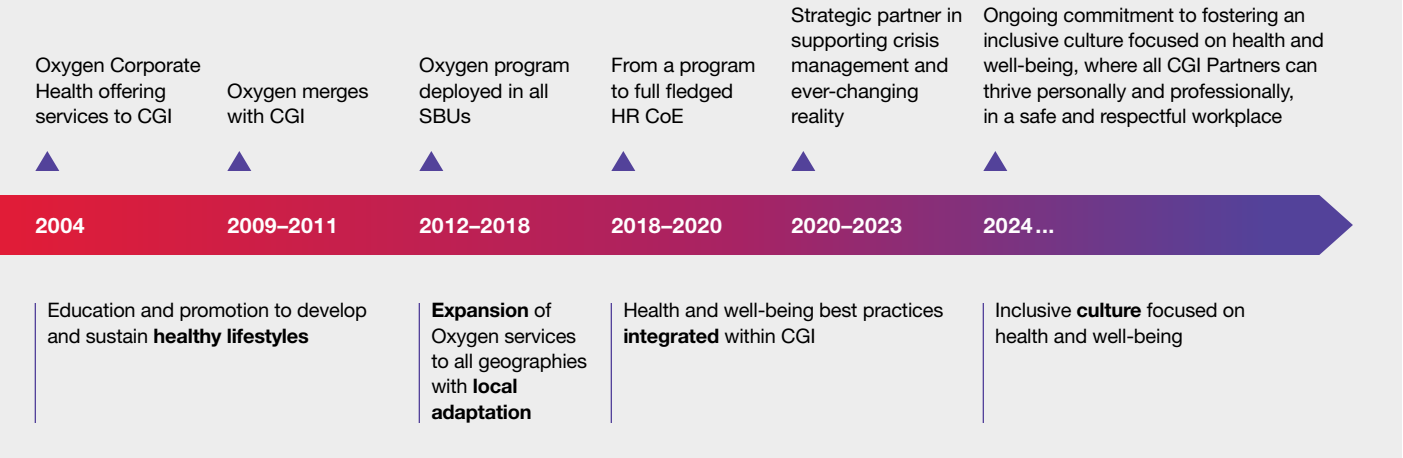 Oxygen Corporate
Health offering
services to CGI
Oxygen merges
with CGI
Oxygen program
deployed in all
SBUs
From a program
to full fledged
HR CoE
Strategic partner in
supporting crisis
management and
ever-changing
reality
Ongoing commitment to fostering an
inclusive culture focused on health and
well-being, where all CGI Partners can
thrive personally and professionally,
in a safe and respectful workplace
2004
2009–2011
2012–2018
2018–2020
2020–2023
2024...
Education and promotion to develop
and sustain healthy lifestyles
Expansion of
Oxygen services
to all geographies
with local
adaptation
Health and well-being best practices
integrated within CGI
Inclusive culture focused on
health and well-being